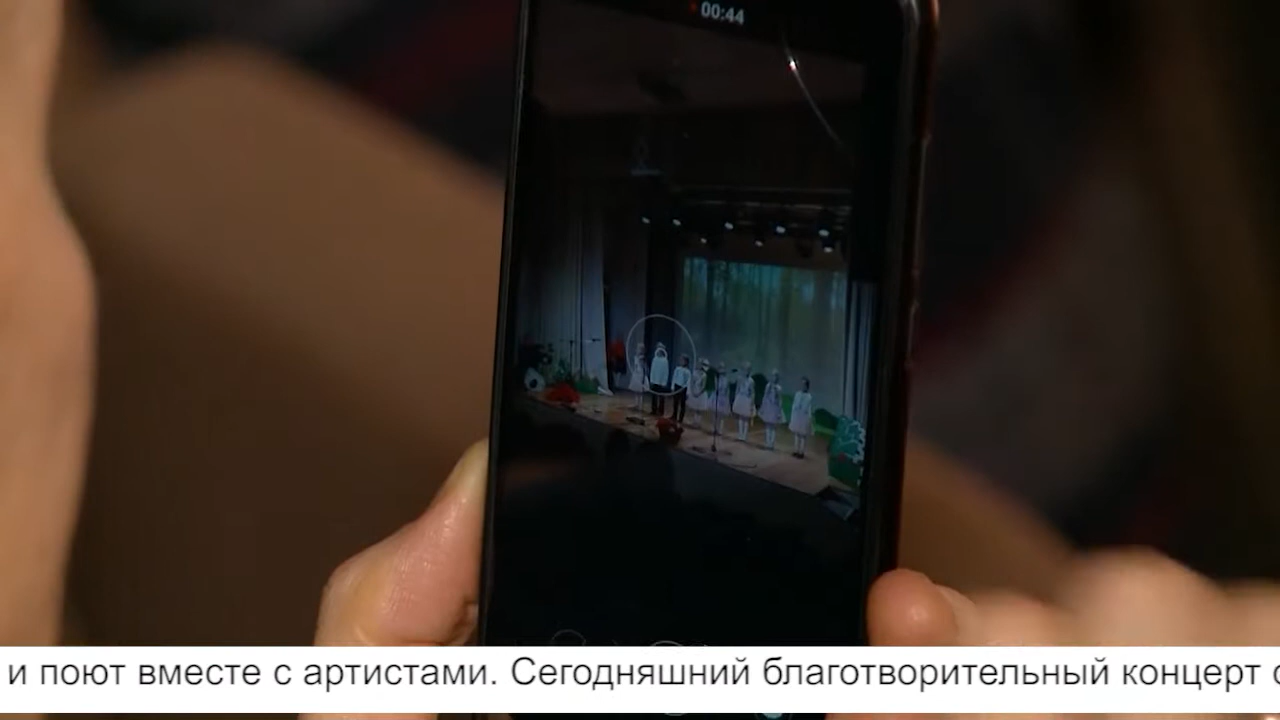 00:44
и поют вместе с артистами. Сегодняшний благотворительный концерт